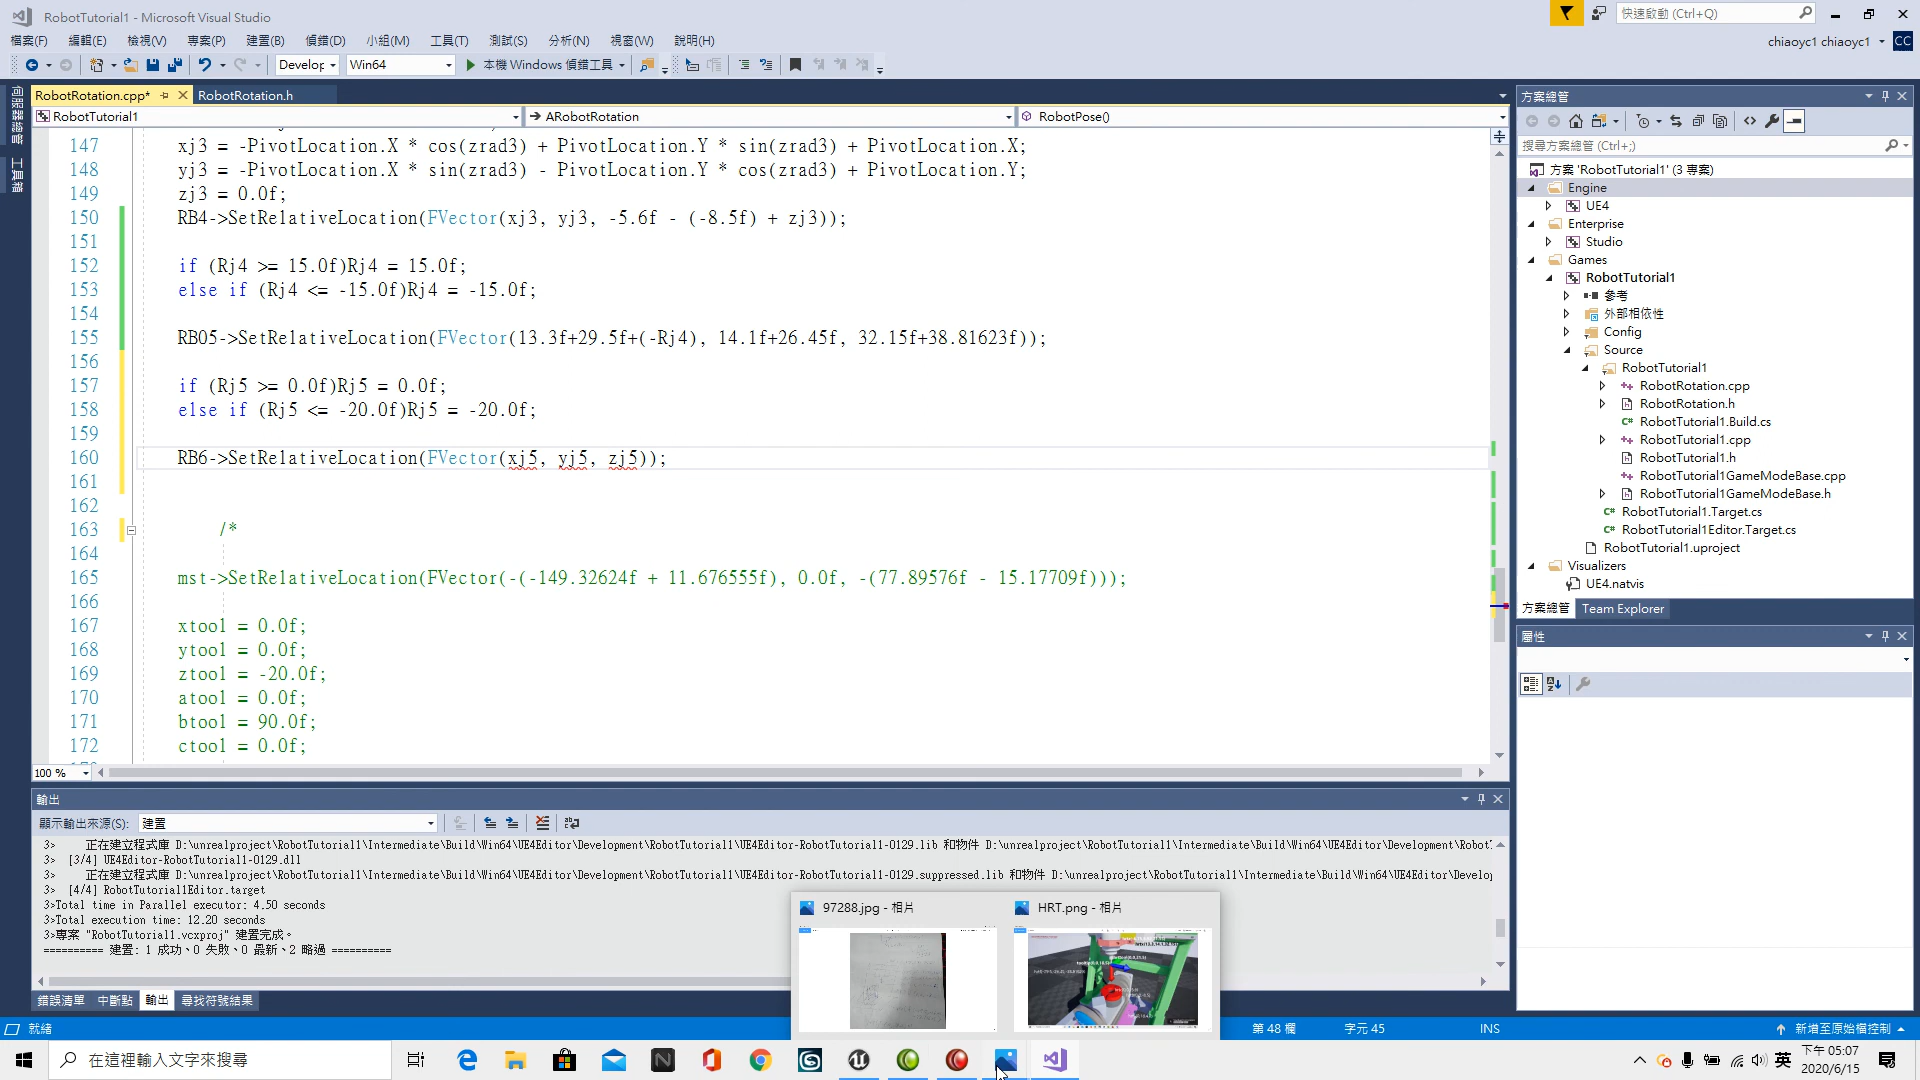 RobotTutorial1 - Microsoft Visual Studio
快速啟動 (Ctrl+Q)
檔案(F) 編輯(E) 檢視(V) 專案(P) 建置(B) 偵錯(D) 小組(M) 工具(T) 測試(S) 分析(N) 視窗(W) 說明(H)
chiaoyc1 chiaoyc1 CC
Develop Win64 本機 Windows 偵錯工具
伺服器總管
工具箱
RobotRotation.cpp* RobotRotation.h
RobotTutorial1 ARobotRotation RobotPose()
147 xj3 = -PivotLocation.X * cos(zrad3) + PivotLocation.Y * sin(zrad3) + PivotLocation.X;
148 yj3 = -PivotLocation.X * sin(zrad3) - PivotLocation.Y * cos(zrad3) + PivotLocation.Y;
149 zj3 = 0.0f;
150 RB4->SetRelativeLocation(FVector(xj3, yj3, -5.6f - (-8.5f) + zj3));
151
152 if (Rj4 >= 15.0f)Rj4 = 15.0f;
153 else if (Rj4 <= -15.0f)Rj4 = -15.0f;
154
155 RB05->SetRelativeLocation(FVector(13.3f+29.5f+(-Rj4), 14.1f+26.45f, 32.15f+38.81623f));
156
157 if (Rj5 >= 0.0f)Rj5 = 0.0f;
158 else if (Rj5 <= -20.0f)Rj5 = -20.0f;
159
160 RB6->SetRelativeLocation(FVector(xj5, yj5, zj5));
161
162
163 /*
164
165 mst->SetRelativeLocation(FVector(-(-149.32624f + 11.676555f), 0.0f, -(77.89576f - 15.17709f)));
166
167 xtool = 0.0f;
168 ytool = 0.0f;
169 ztool = -20.0f;
170 atool = 0.0f;
171 btool = 90.0f;
172 ctool = 0.0f;
100 %
方案總管
搜尋方案總管 (Ctrl+;)
方案 'RobotTutorial1' (3 專案)
Engine
UE4
Enterprise
Studio
Games
RobotTutorial1
參考
外部相依性
Config
Source
RobotTutorial1
RobotRotation.cpp
RobotRotation.h
RobotTutorial1.Build.cs
RobotTutorial1.cpp
RobotTutorial1.h
RobotTutorial1GameModeBase.cpp
RobotTutorial1GameModeBase.h
RobotTutorial1.Target.cs
RobotTutorial1Editor.Target.cs
RobotTutorial1.uproject
Visualizers
UE4.natvis
方案總管 Team Explorer
屬性
輸出
顯示輸出來源(S): 建置
3> 正在建立程式庫 D:\unrealproject\RobotTutorial1\Intermediate\Build\Win64\UE4Editor\Development\RobotTutorial1\UE4Editor-RobotTutorial1-0129.lib 和物件 D:\unrealproject\RobotTutorial1\Intermediate\Build\Win64\UE4Editor\Development\Robot
3> [3/4] UE4Editor-RobotTutorial1-0129.dll
3> 正在建立程式庫 D:\unrealproject\RobotTutorial1\Intermediate\Build\Win64\UE4Editor\Development\RobotTutorial1\UE4Editor-RobotTutorial1-0129.suppressed.lib 和物件 D:\unrealproject\RobotTutorial1\Intermediate\Build\Win64\UE4Editor\Develop
3> [4/4] RobotTutorial1Editor.target
3>Total time in Parallel executor: 4.50 seconds
3>Total execution time: 12.20 seconds
3>專案 "RobotTutorial1.vcxproj" 建置完成。
========== 建置: 1 成功、0 失敗、0 最新、2 略過 ==========
97288.jpg - 相片 HRT.png - 相片
錯誤清單 中斷點 輸出 尋找符號結果
就緒 第 48 欄 字元 45 INS 新增至原始檔控制
在這裡輸入文字來搜尋
英
下午 05:07
2020/6/15